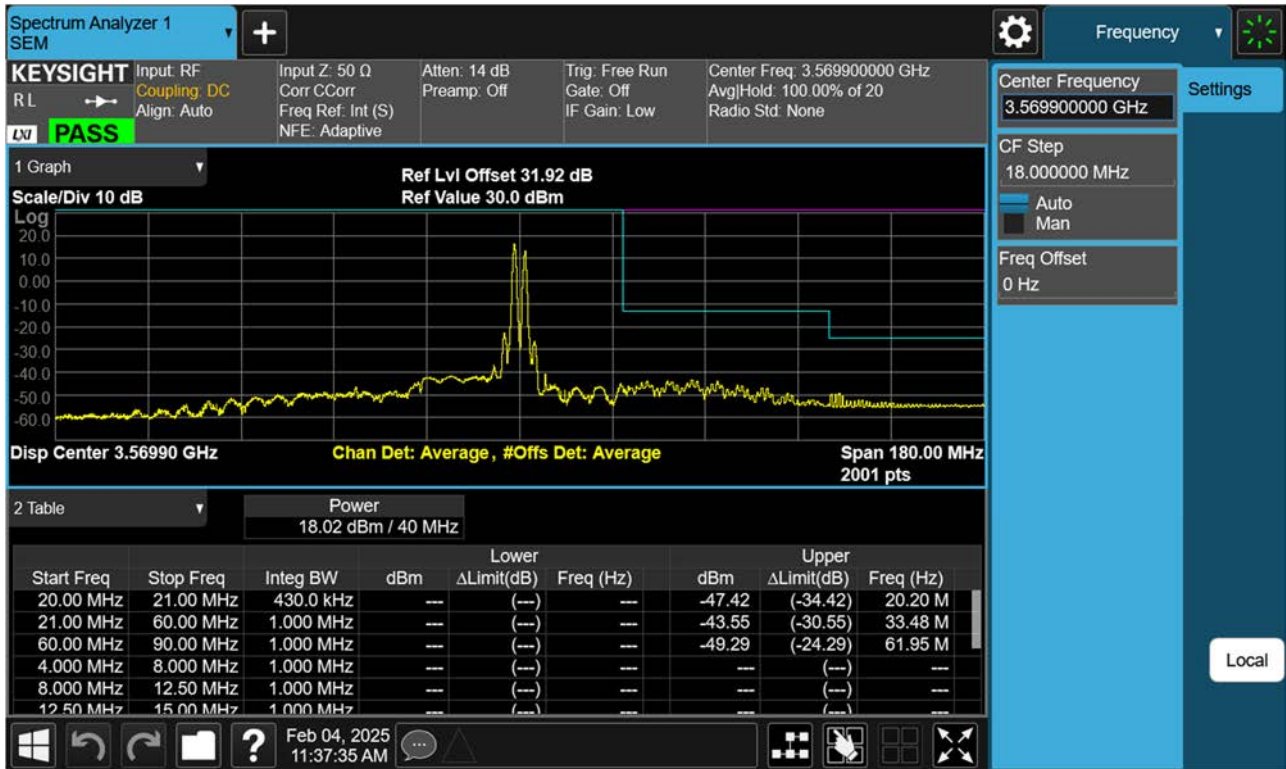 Spectrum Analyzer 1
SEM
Frequency
KEYSIGHT
RL
LXI PASS
Input: RF
Coupling: DC
Align: Auto
Input Z: 50 Ω
Corr CCorr
Freq Ref: Int (S)
NFE: Adaptive
Atten: 14 dB
Preamp: Off
Trig: Free Run
Gate: Off
IF Gain: Low
Center Freq: 3.569900000 GHz
Avg|Hold: 100.00% of 20
Radio Std: None
Center Frequency
3.569900000 GHz
Settings
CF Step
18.000000 MHz
Auto
Man
Freq Offset
0 Hz
Local
1 Graph
Scale/Div 10 dB
Ref Lvl Offset 31.92 dB
Ref Value 30.0 dBm
Log
20.0
10.0
0.00
-10.0
-20.0
-30.0
-40.0
-50.0
-60.0
Disp Center 3.56990 GHz
Chan Det: Average, #Offs Det: Average
Span 180.00 MHz
2001 pts
2 Table
Power
18.02 dBm / 40 MHz
Lower Upper
Start Freq Stop Freq Integ BW dBm ΔLimit(dB) Freq (Hz) dBm ΔLimit(dB) Freq (Hz)
20.00 MHz 21.00 MHz 430.0 kHz --- (---) --- -47.42 (-34.42) 20.20 M
21.00 MHz 60.00 MHz 1.000 MHz --- (---) --- -43.55 (-30.55) 33.48 M
60.00 MHz 90.00 MHz 1.000 MHz --- (---) --- -49.29 (-24.29) 61.95 M
4.000 MHz 8.000 MHz 1.000 MHz --- (---) --- --- (---) ---
8.000 MHz 12.50 MHz 1.000 MHz --- (---) --- --- (---) ---
12.50 MHz 15.00 MHz 1.000 MHz --- (---) --- --- (---) ---
?
Feb 04, 2025
11:37:35 AM